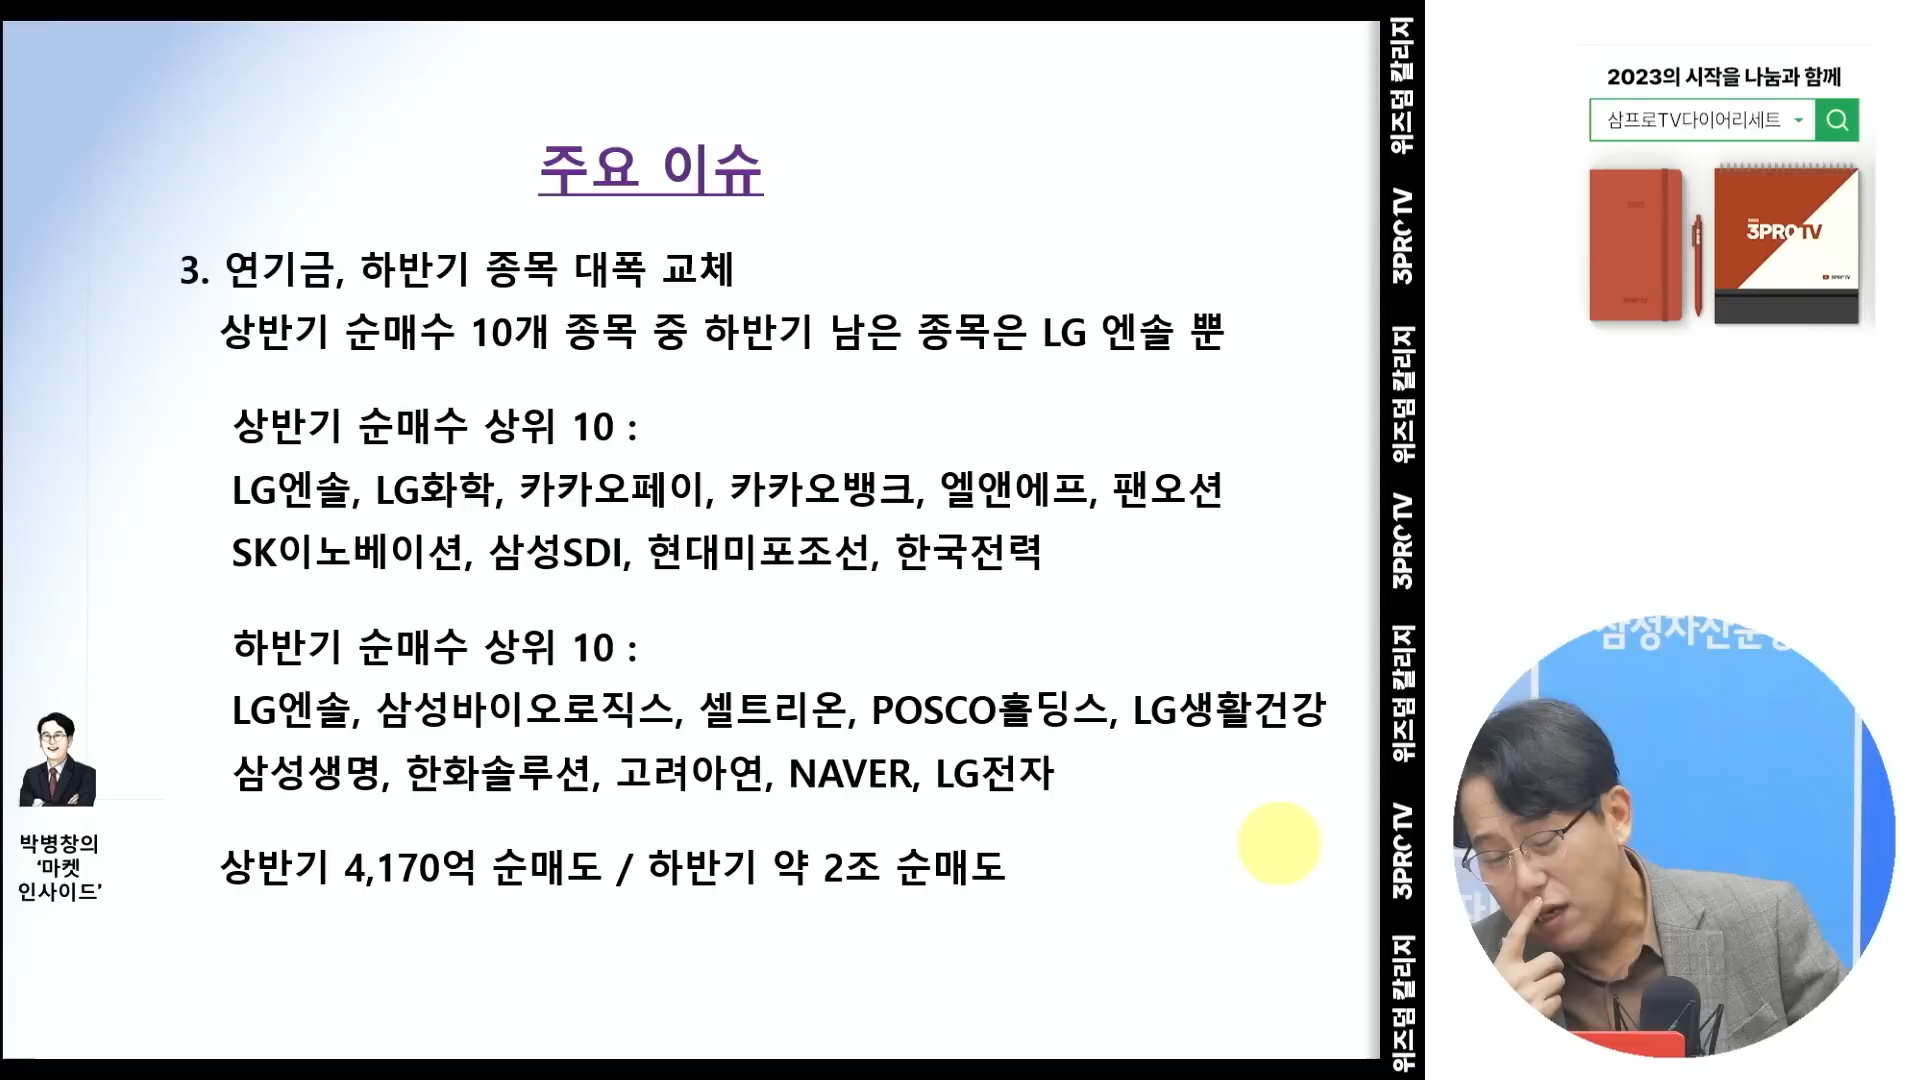 주요 이슈
3. 연기금, 하반기 종목 대폭 교체
상반기 순매수 10개 종목 중 하반기 남은 종목은 LG 엔솔 뿐
상반기 순매수 상위 10 :
LG엔솔, LG화학, 카카오페이, 카카오뱅크, 엘앤에프, 팬오션
SK이노베이션, 삼성SDI, 현대미포조선, 한국전력
하반기 순매수 상위 10 :
LG엔솔, 삼성바이오로직스, 셀트리온, POSCO홀딩스, LG생활건강
삼성생명, 한화솔루션, 고려아연, NAVER, LG전자
상반기 4,170억 순매도 / 하반기 약 2조 순매도
박병창의
‘마켓
인사이드’
위즈덤 칼리지
3PROTV
위즈덤 칼리지
3PROTV
위즈덤 칼리지
3PROTV
위즈덤 칼리지
2023의 시작을 나눔과 함께
삼프로TV다이어리세트
2023
3PROTV
3PROTV
삼성자산운용